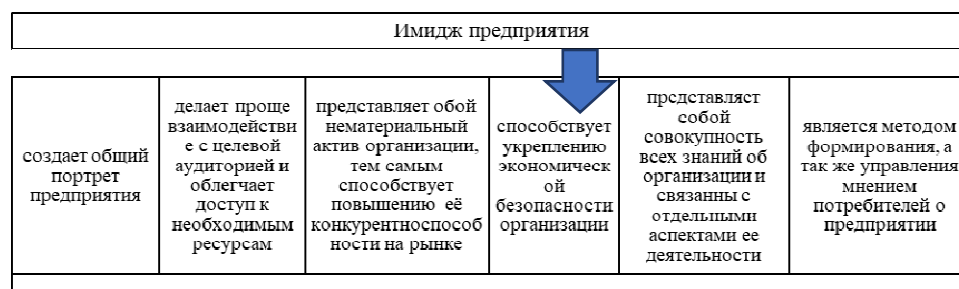 Имидж предприятия
создает общий
портрет
предприятия
делает проще
взаимодействи
е с целевой
аудиторией и
облегчает
доступ к
необходимым
ресурсам
представляет обой
нематериальный
актив организации,
тем самым
способствует
повышению её
конкурентноспособ
ности на рынке
способствует
укреплению
экономическ
ой
безопасности
организации
прдставляст
собой
совокупность
всех знаний об
организации и
связанны с
отдельными
аспектами ее
деятельности
является методом
формирования, а
так же управления
мнением
потребителей о
предприятии